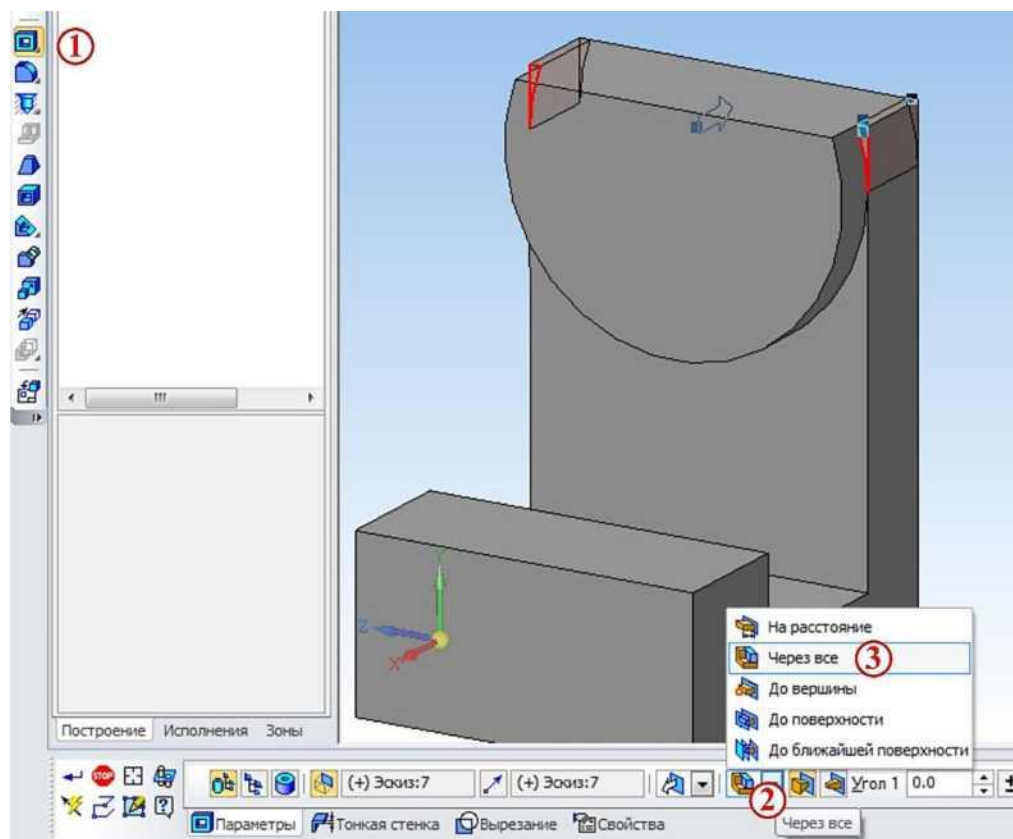 ①
Z
Y
X
На расстояние
Через все ③
До вершины
До поверхности
До ближайшей поверхности
Построение Исполнения Зоны
STOP (+) Эскиз:7 (+) Эскиз:7 Угол 1 0.0
②
Параметры Тонкая стенка Вырезание Свойства Через все